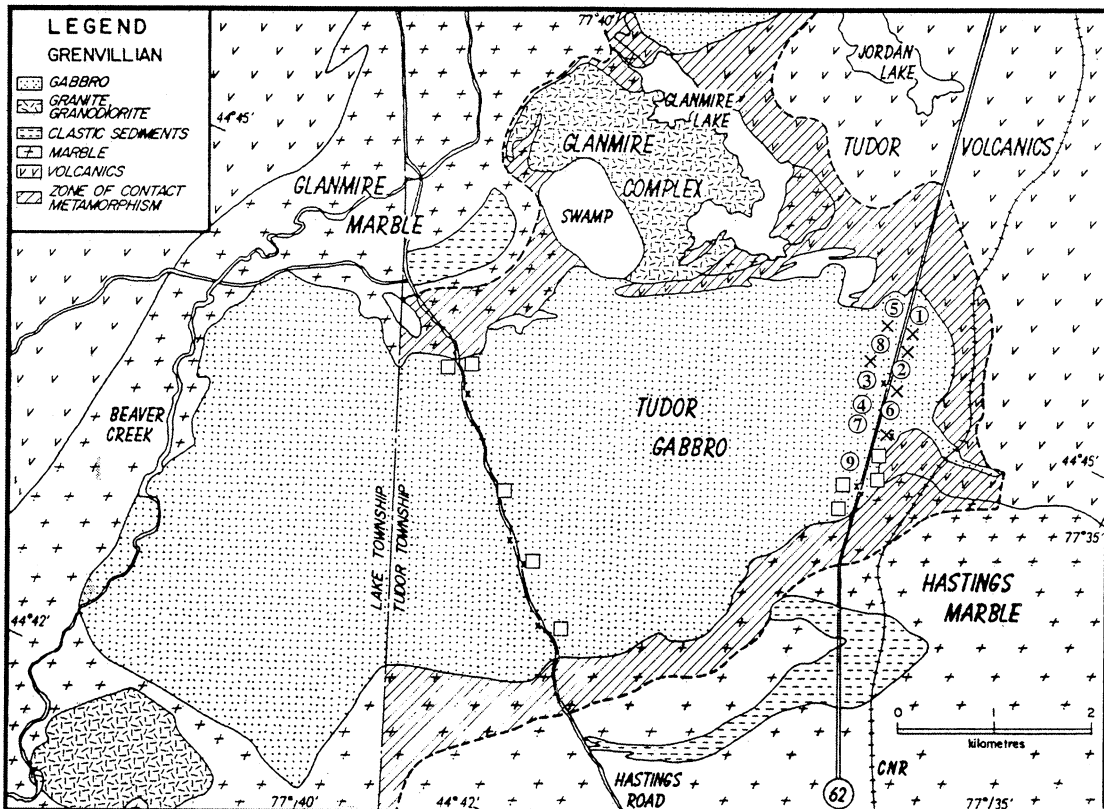 LEGEND
GRENVILLIAN
GABBRO
GRANITE,
GRANODIORITE
CLASTIC SEDIMENTS
MARBLE
VOLCANICS
ZONE OF CONTACT
METAMORPHISM
77°40'
44°45'
JORDAN
LAKE
GLANMIRE
LAKE
GLANMIRE
COMPLEX
TUDOR VOLCANICS
GLANMIRE
MARBLE
SWAMP
5
1
8
2
3
4
6
7
9
BEAVER
CREEK
TUDOR
GABBRO
44°45'
77°35'
LAKE TOWNSHIP
TUDOR TOWNSHIP
HASTINGS
MARBLE
44°42'
0 1 2
kilometres
HASTINGS
ROAD
77°40'
44°42'
62
CNR
77°35'